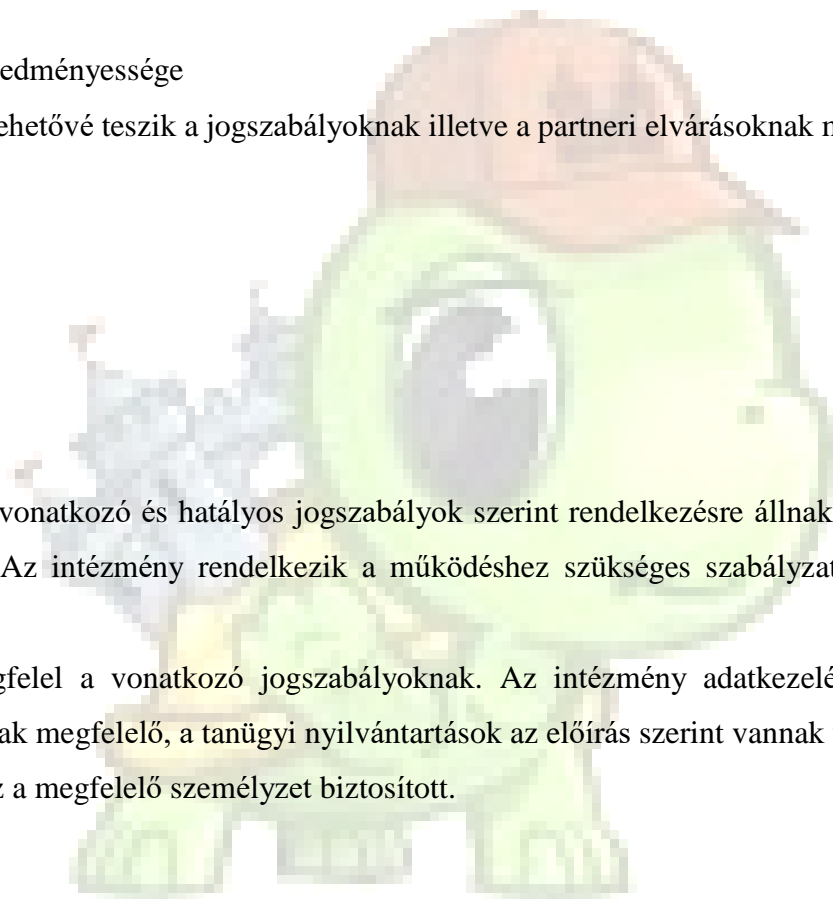 edményessége
ehetővé teszik a jogszabályoknak illetve a partneri elvárásoknak
vonatkozó és hatályos jogszabályok szerint rendelkezésre állnak
Az intézmény rendelkezik a működéshez szükséges szabályzat
gfelel a vonatkozó jogszabályoknak. Az intézmény adatkezelé
ak megfelelő, a tanügyi nyilvántartások az előírás szerint vannak
z a megfelelő személyzet biztosított.